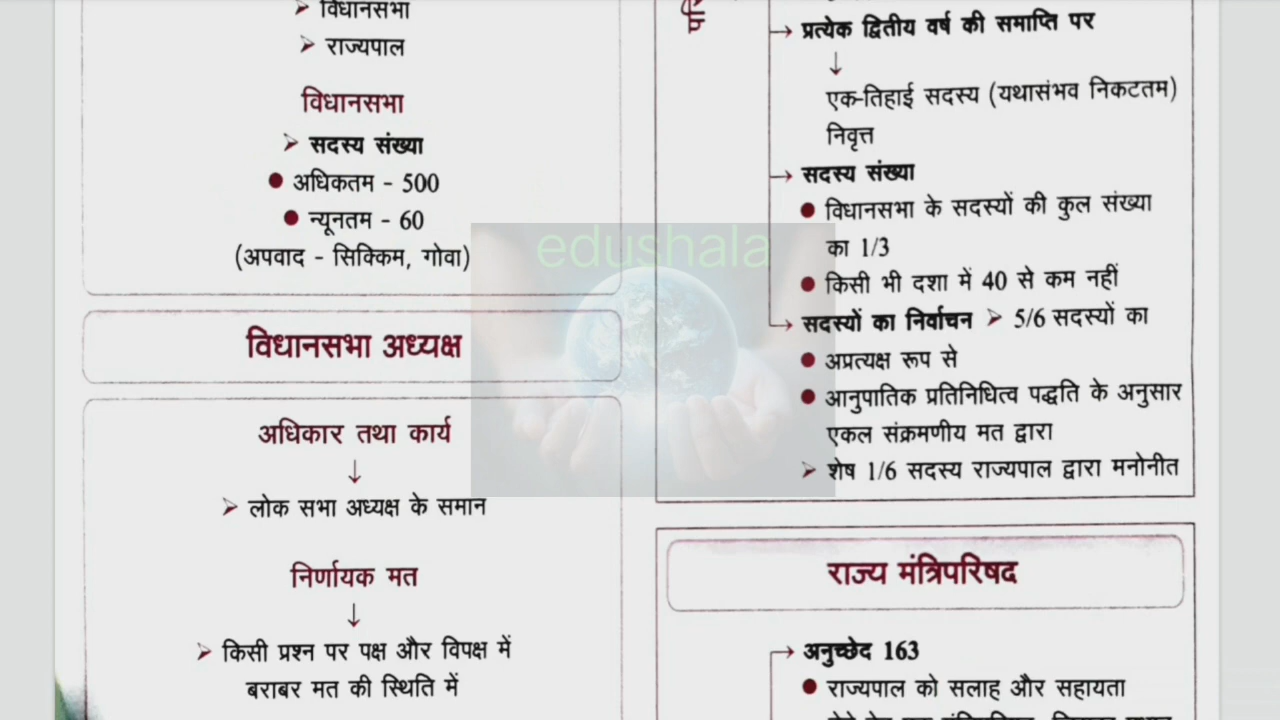 ➢ विधानसभा
➢ राज्यपाल
विधानसभा
➢ सदस्य संख्या
● अधिकतम - 500
● न्यूनतम - 60
(अपवाद - सिक्किम, गोवा)
विधानसभा अध्यक्ष
अधिकार तथा कार्य
↓
➢ लोक सभा अध्यक्ष के समान
निर्णायक मत
↓
➢ किसी प्रश्न पर पक्ष और विपक्ष में
बराबर मत की स्थिति में
→ प्रत्येक द्वितीय वर्ष की समाप्ति पर
↓
एक-तिहाई सदस्य (यथासंभव निकटतम)
निवृत्त
→ सदस्य संख्या
● विधानसभा के सदस्यों की कुल संख्या
का 1/3
● किसी भी दशा में 40 से कम नहीं
→ सदस्यों का निर्वाचन ➢ 5/6 सदस्यों का
● अप्रत्यक्ष रूप से
● आनुपातिक प्रतिनिधित्व पद्धति के अनुसार
एकल संक्रमणीय मत द्वारा
➢ शेष 1/6 सदस्य राज्यपाल द्वारा मनोनीत
राज्य मंत्रिपरिषद
→ अनुच्छेद 163
● राज्यपाल को सलाह और सहायता
edushala